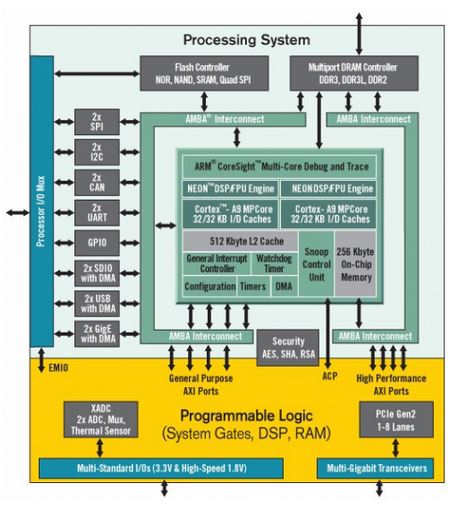 Processing System
Flash Controller
NOR, NAND, SRAM, Quad SPI
Multiport DRAM Controller
DDR3, DDR3L, DDR2
Processor I/O Mux
2x
SPI
2x
I2C
2x
CAN
2x
UART
GPIO
2x SDIO
with DMA
2x USB
with DMA
2x GigE
with DMA
AMBA® Interconnect
AMBA Interconnect
ARM® CoreSight™ Multi-Core Debug and Trace
NEON™ DSP/FPU Engine
NEON DSP/FPU Engine
Cortex™- A9 MPCore
32/32 KB I/D Caches
Cortex™- A9 MPCore
32/32 KB I/D Caches
512 Kbyte L2 Cache
General Interrupt
Controller
Watchdog
Timer
Configuration
Timers
DMA
Snoop
Control
Unit
256 Kbyte
On-Chip
Memory
AMBA Interconnect
Security
AES, SHA, RSA
AMBA Interconnect
EMIO
General Purpose
AXI Ports
ACP
High Performance
AXI Ports
XADC
2x ADC, Mux,
Thermal Sensor
Programmable Logic
(System Gates, DSP, RAM)
PCIe Gen2
1-8 Lanes
Multi-Standard I/Os (3.3V & High-Speed 1.8V)
Multi-Gigabit Transceivers